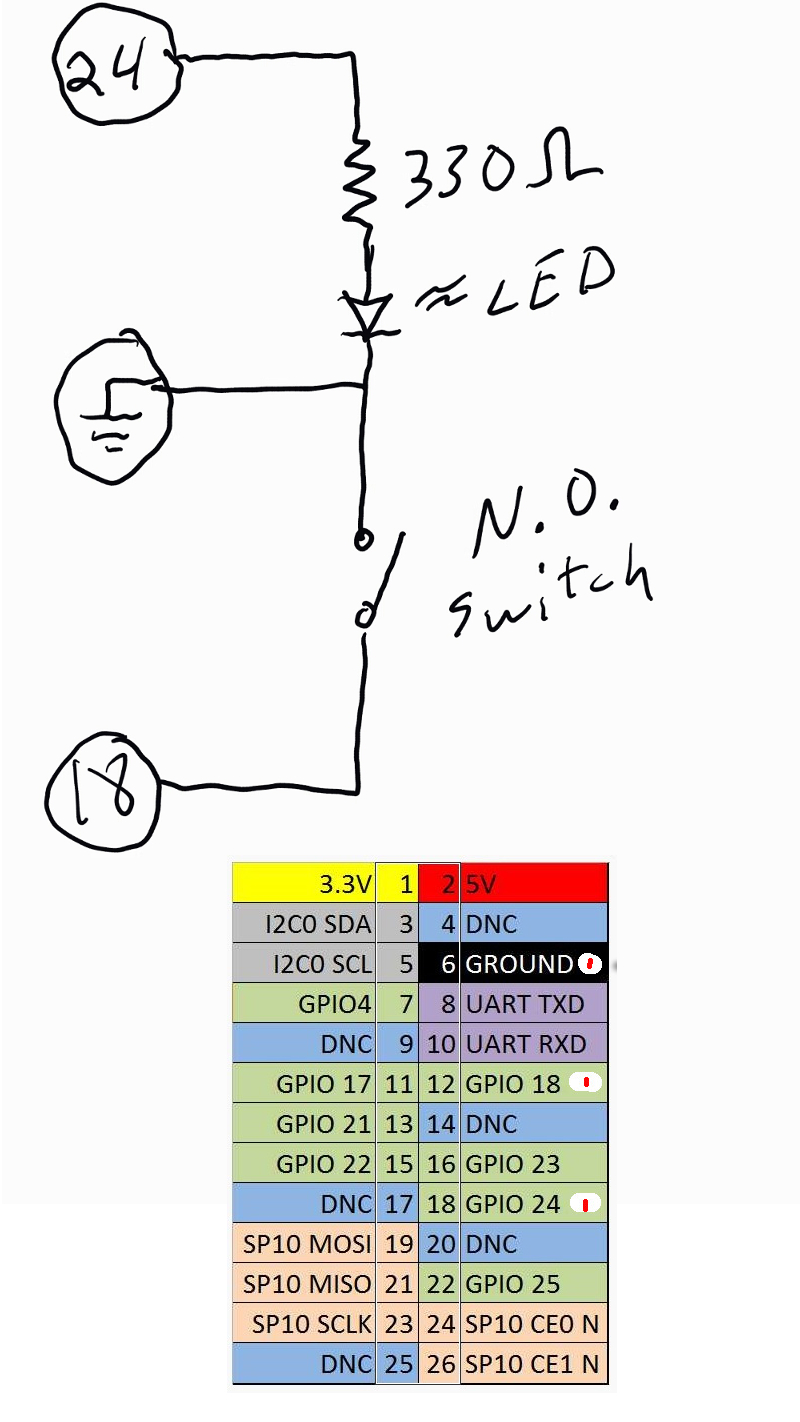 24
330Ω
≈ LED
N.O.
switch
18
3.3V 1 2 5V
I2C0 SDA 3 4 DNC
I2C0 SCL 5 6 GROUND
GPIO4 7 8 UART TXD
DNC 9 10 UART RXD
GPIO 17 11 12 GPIO 18
GPIO 21 13 14 DNC
GPIO 22 15 16 GPIO 23
DNC 17 18 GPIO 24
SP10 MOSI 19 20 DNC
SP10 MISO 21 22 GPIO 25
SP10 SCLK 23 24 SP10 CE0 N
DNC 25 26 SP10 CE1 N